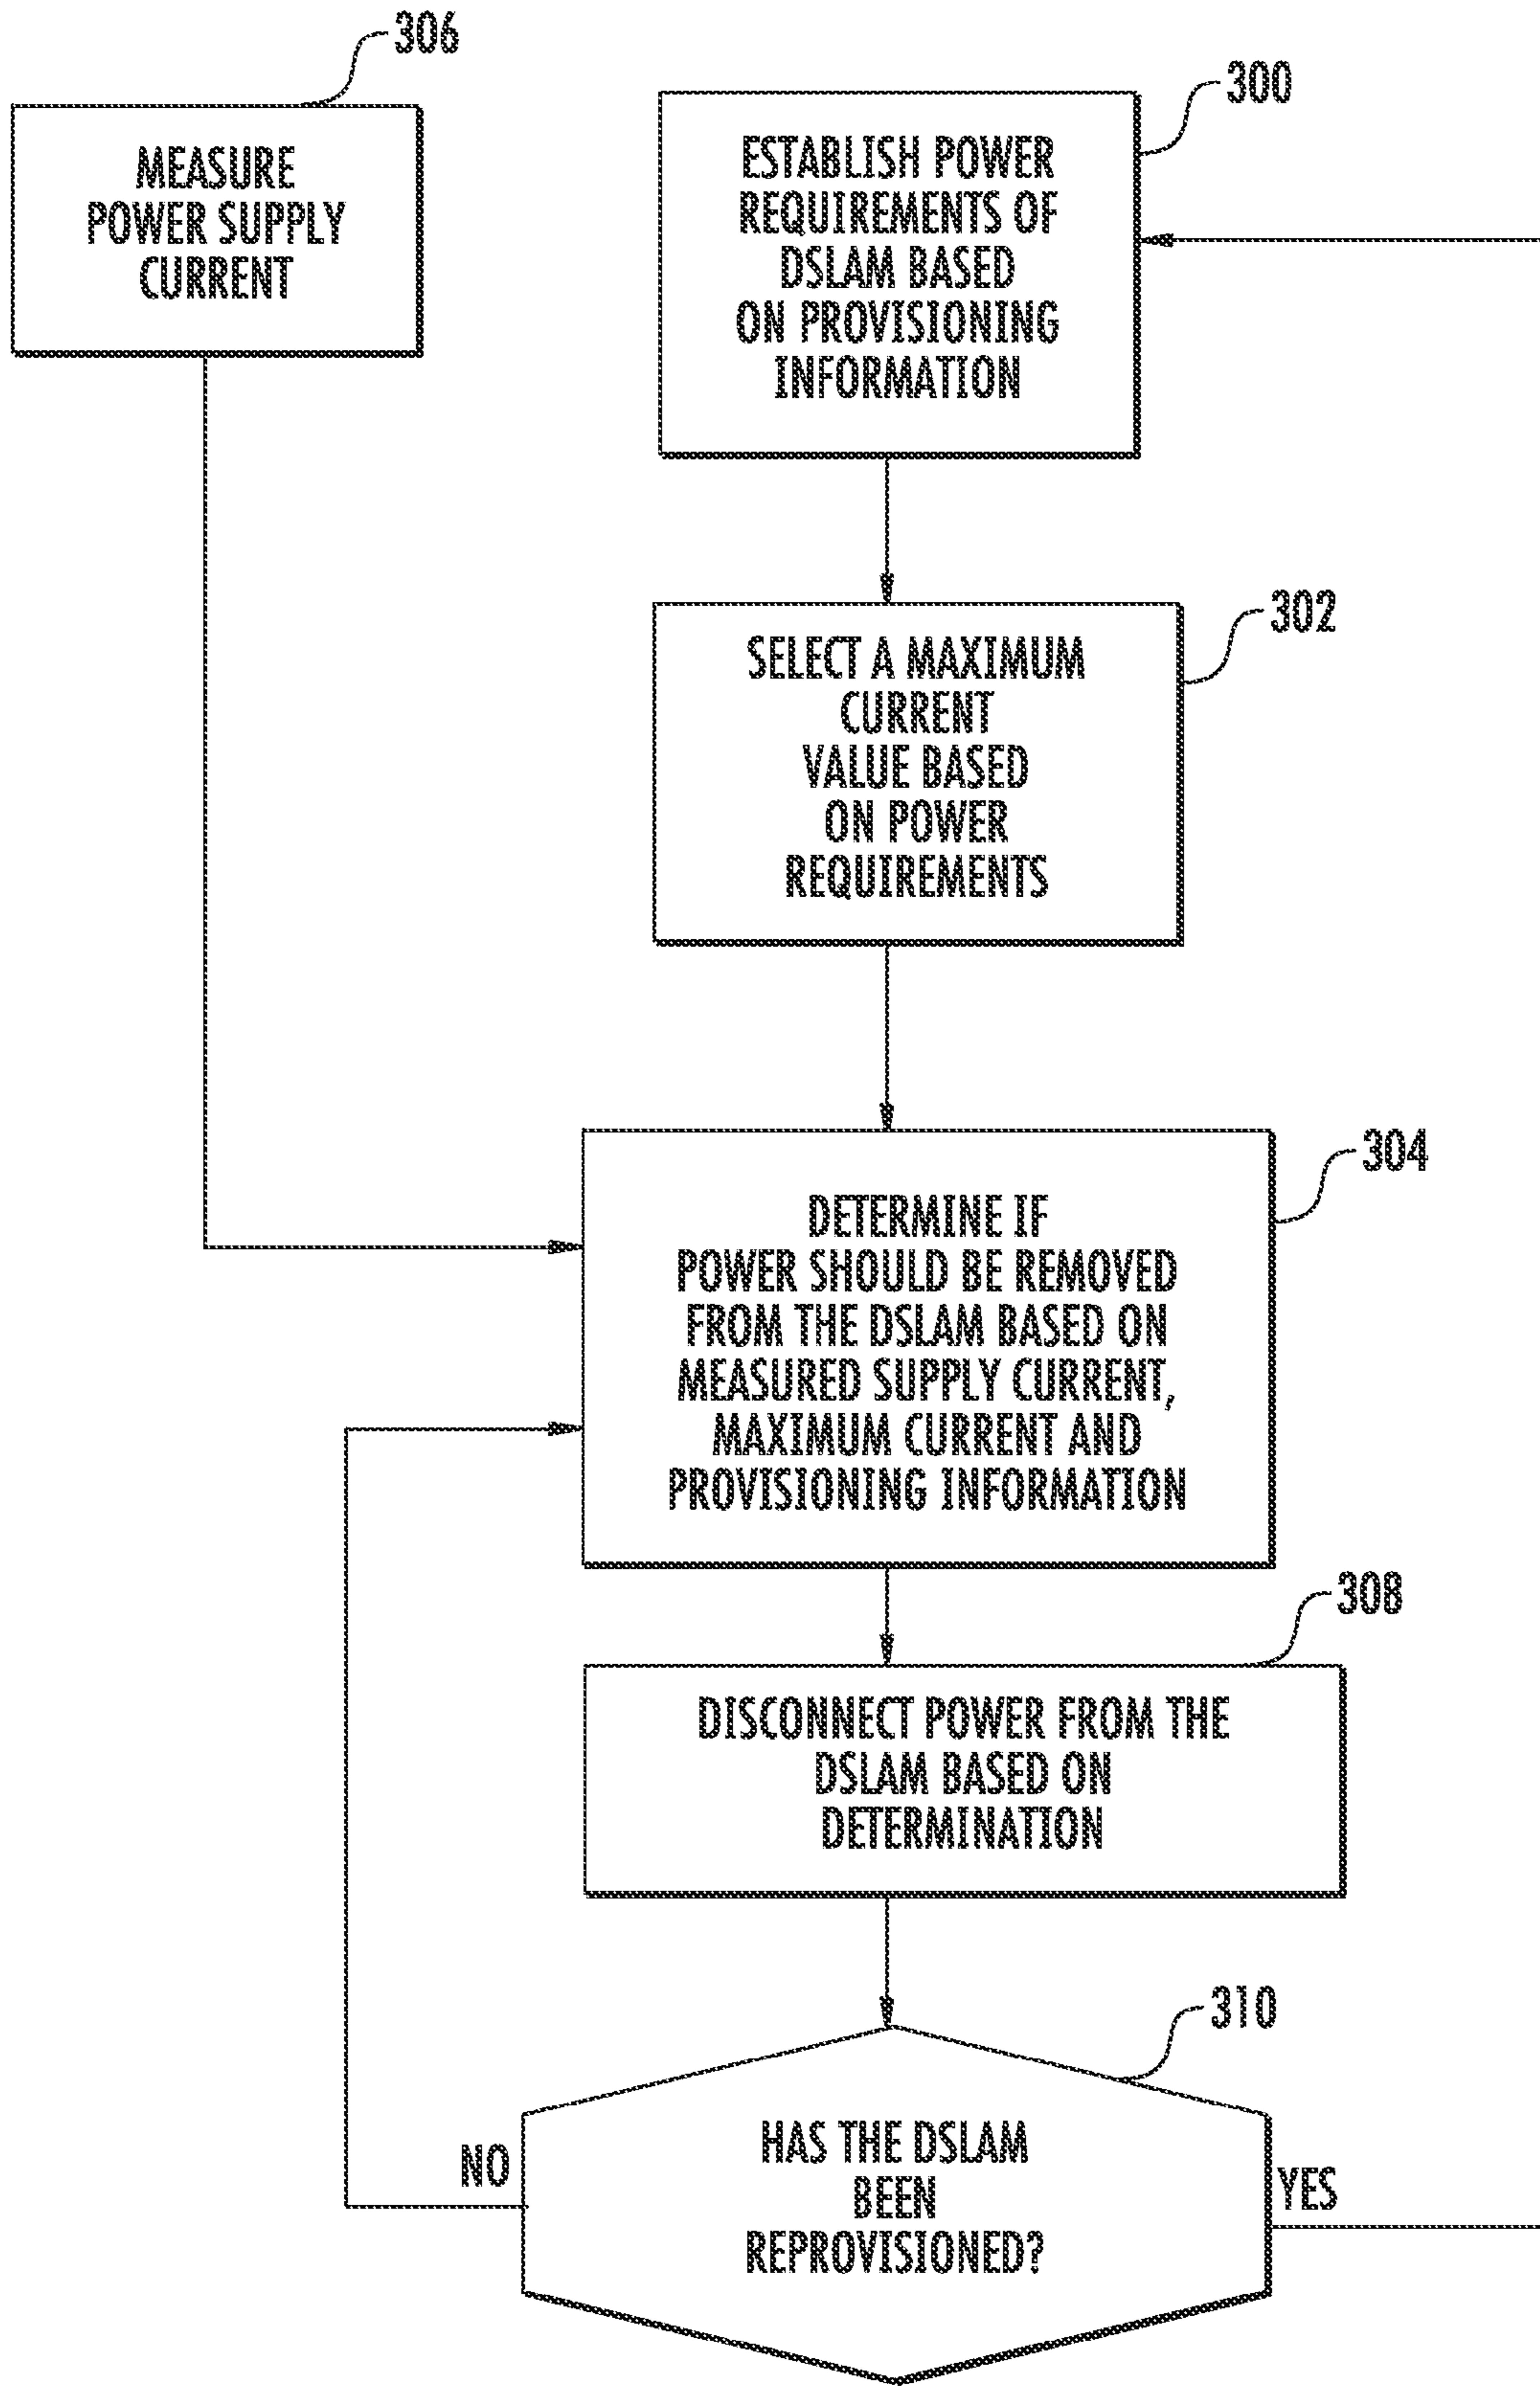 306
MEASURE
POWER SUPPLY
CURRENT
300
ESTABLISH POWER
REQUIREMENTS OF
DSLAM BASED
ON PROVISIONING
INFORMATION
302
SELECT A MAXIMUM
CURRENT
VALUE BASED
ON POWER
REQUIREMENTS
304
DETERMINE IF
POWER SHOULD BE REMOVED
FROM THE DSLAM BASED ON
MEASURED SUPPLY CURRENT,
MAXIMUM CURRENT AND
PROVISIONING INFORMATION
308
DISCONNECT POWER FROM THE
DSLAM BASED ON
DETERMINATION
310
HAS THE DSLAM
BEEN
REPROVISIONED?
NO
YES